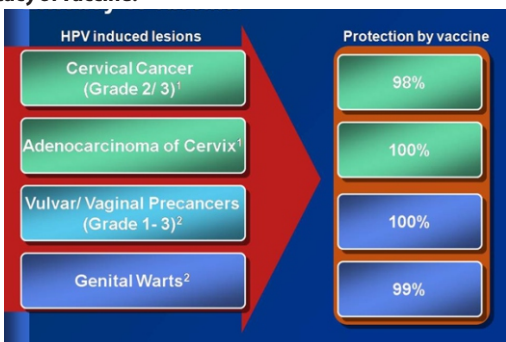 HPV induced lesions
Protection by vaccine
Cervical Cancer
(Grade 2/ 3)1
98%
Adenocarcinoma of Cervix1
100%
Vulvar/ Vaginal Precancers
(Grade 1- 3)2
100%
Genital Warts2
99%